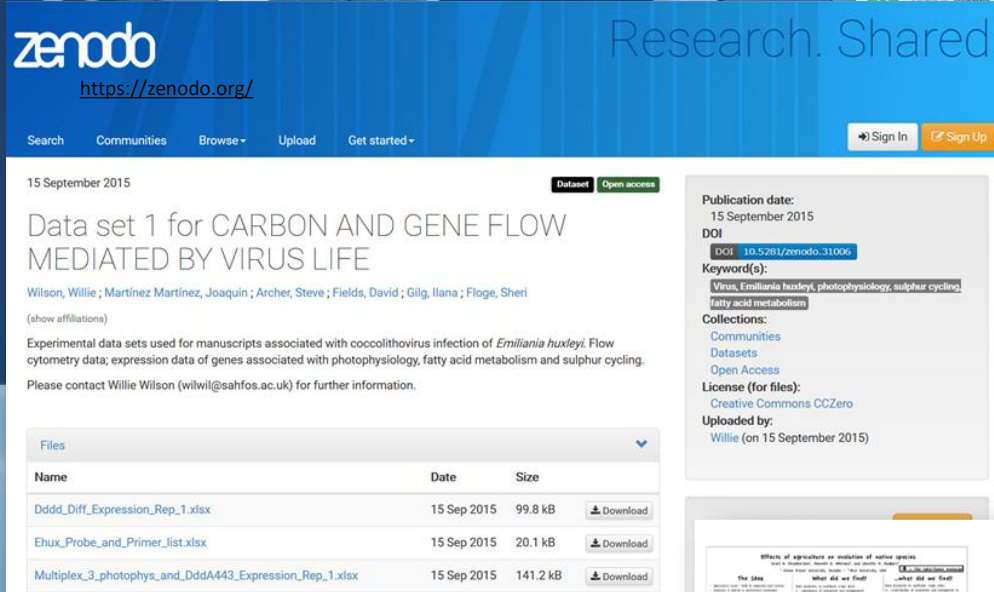 zenodo
Research. Shared
https://zenodo.org/
Search Communities Browse Upload Get started Sign In Sign Up
15 September 2015 Dataset Open access
Data set 1 for CARBON AND GENE FLOW
MEDIATED BY VIRUS LIFE
Wilson, Willie ; Martínez Martínez, Joaquin ; Archer, Steve ; Fields, David ; Gilg, Ilana ; Floge, Sheri
(show affiliations)
Experimental data sets used for manuscripts associated with coccolithovirus infection of Emiliania huxleyi. Flow
cytometry data; expression data of genes associated with photophysiology, fatty acid metabolism and sulphur cycling.
Please contact Willie Wilson (wilwil@sahfos.ac.uk) for further information.
Files
Name Date Size
Dddd_Diff_Expression_Rep_1.xlsx 15 Sep 2015 99.8 kB Download
Ehux_Probe_and_Primer_list.xlsx 15 Sep 2015 20.1 kB Download
Multiplex_3_photophys_and_DddA443_Expression_Rep_1.xlsx 15 Sep 2015 141.2 kB Download
Publication date:
15 September 2015
DOI
DOI 10.5281/zenodo.31006
Keyword(s):
Virus, Emiliania huxleyi, photophysiology, sulphur cycling,
fatty acid metabolism
Collections:
Communities
Datasets
Open Access
License (for files):
Creative Commons CCZero
Uploaded by:
Willie (on 15 September 2015)
Effects of agriculture on evolution of native species
The Idea What did we find? ...what did we find?